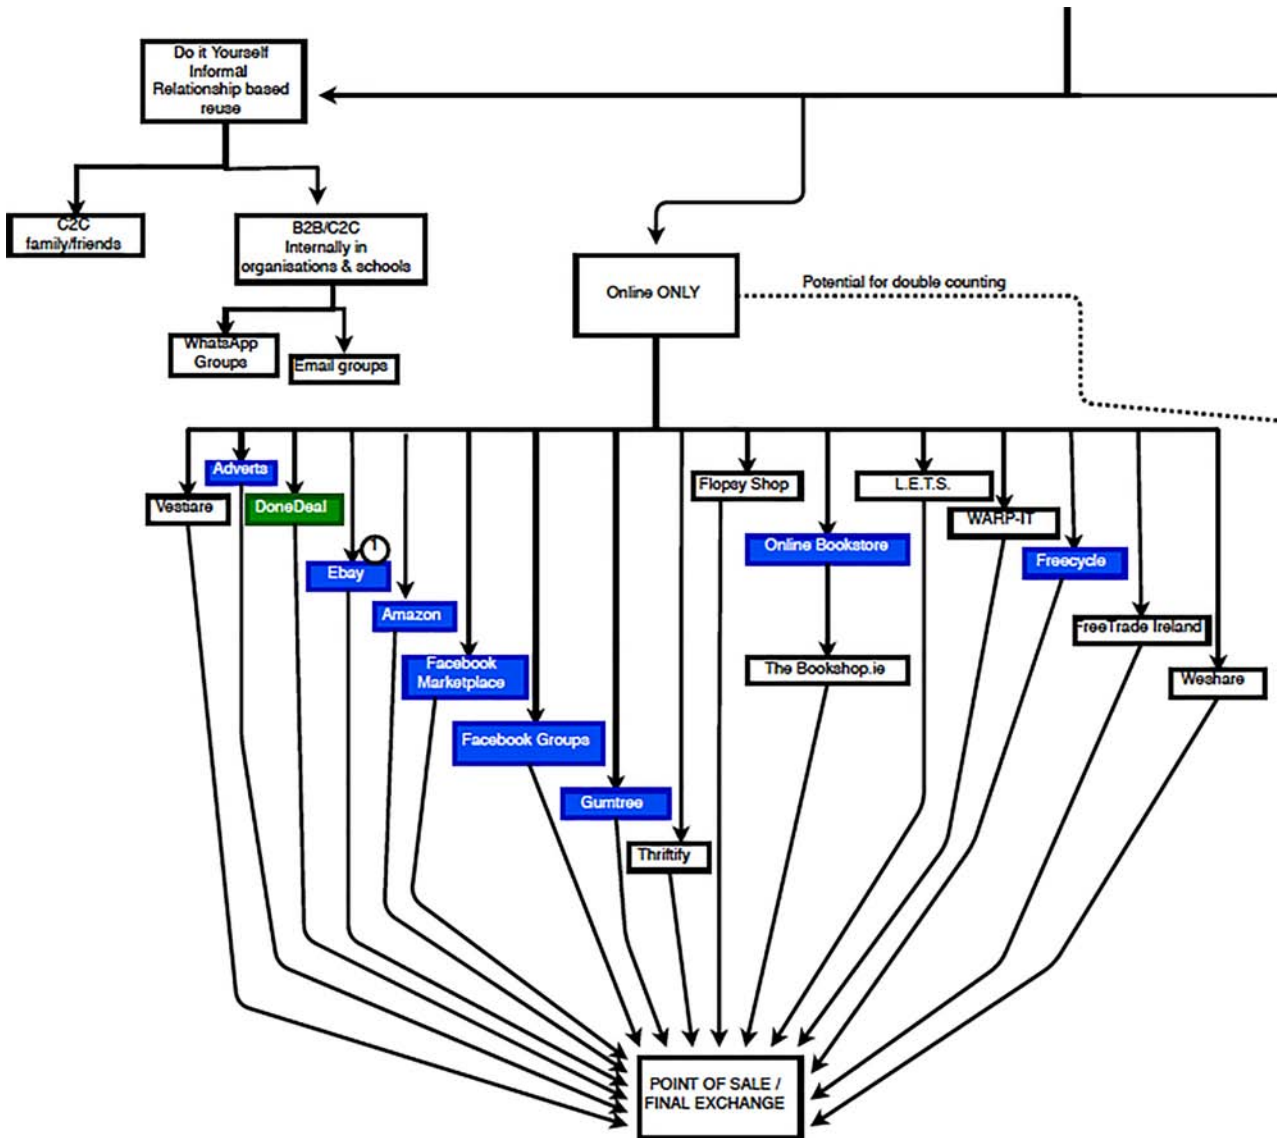 Do it Yourself
Informal
Relationship based
reuse
C2C
family/friends
B2B/C2C
Internally in
organisations & schools
WhatsApp
Groups
Email groups
Online ONLY
Potential for double counting
Vestiare
Adverts
DoneDeal
1
Ebay
Amazon
Facebook
Marketplace
Facebook Groups
Gumtree
Thriftify
Flopsy Shop
Online Bookstore
The Bookshop.ie
L.E.T.S.
WARP-IT
Freecycle
FreeTrade Ireland
Weshare
POINT OF SALE /
FINAL EXCHANGE